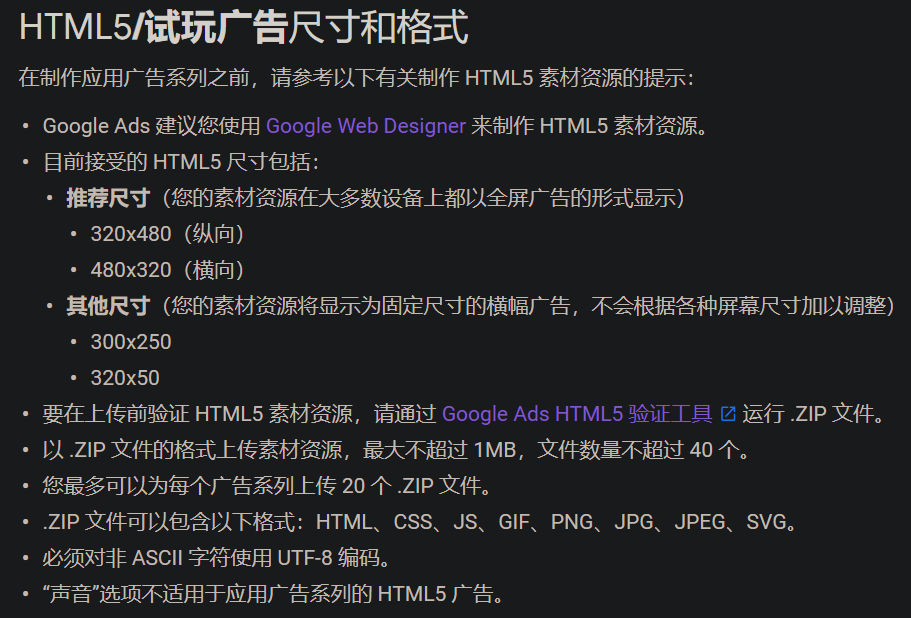 HTML5/试玩广告尺寸和格式
在制作应用广告系列之前，请参考以下有关制作 HTML5 素材资源的提示：
• Google Ads 建议您使用 Google Web Designer 来制作 HTML5 素材资源。
• 目前接受的 HTML5 尺寸包括：
• 推荐尺寸（您的素材资源在大多数设备上都以全屏广告的形式显示）
• 320x480（纵向）
• 480x320（横向）
• 其他尺寸（您的素材资源将显示为固定尺寸的横幅广告，不会根据各种屏幕尺寸加以调整）
• 300x250
• 320x50
• 要在上传前验证 HTML5 素材资源，请通过 Google Ads HTML5 验证工具 运行 .ZIP 文件。
• 以 .ZIP 文件的格式上传素材资源，最大不超过 1MB，文件数量不超过 40 个。
• 您最多可以为每个广告系列上传 20 个 .ZIP 文件。
• .ZIP 文件可以包含以下格式：HTML、CSS、JS、GIF、PNG、JPG、JPEG、SVG。
• 必须对非 ASCII 字符使用 UTF-8 编码。
• “声音”选项不适用于应用广告系列的 HTML5 广告。